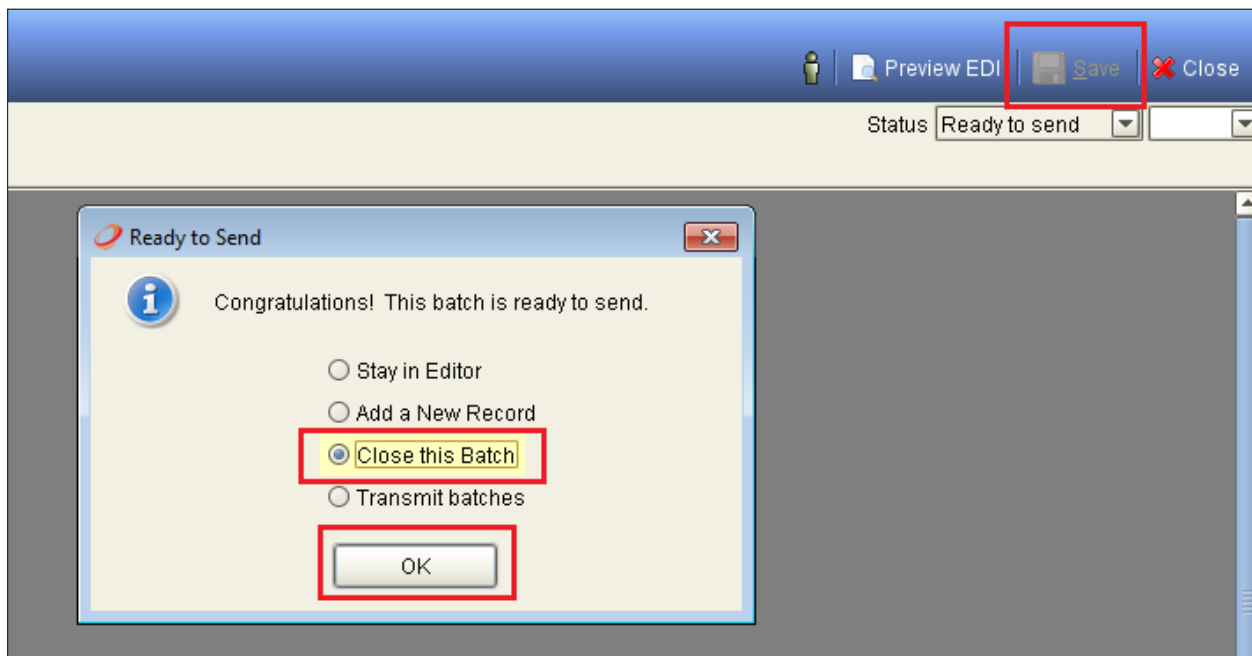 Preview EDI Save Close
Status Ready to send
Ready to Send
Congratulations! This batch is ready to send.
Stay in Editor
Add a New Record
Close this Batch
Transmit batches
OK